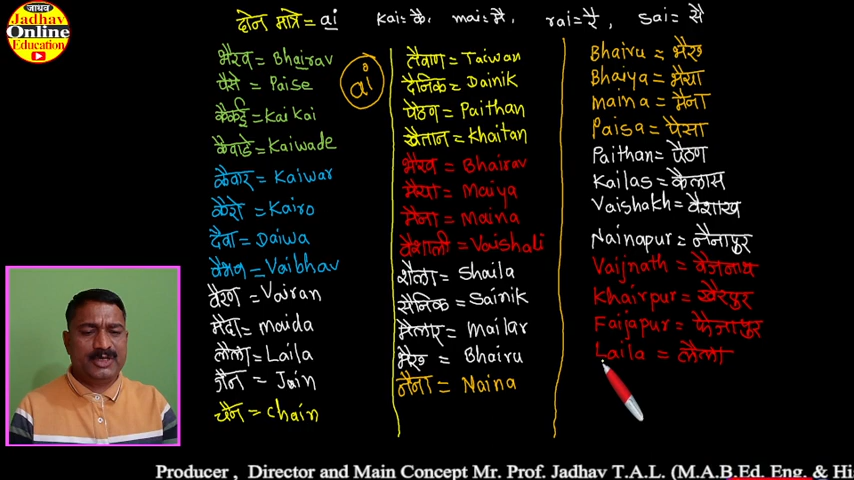 जाधव
Jadhav
Online
Education
दोन मात्रे = ai kai = कै mai = मै rai = रै sai = सै
भैरव = Bhairav
पैसे = Paise
कैकई = Kaikai
कैवाडे = Kaiwade
कैवार = Kaiwar
कैरो = Kairo
दैवा = Daiwa
वैभव = Vaibhav
वैरण = Vairan
मैदा = maida
लैला = Laila
जैन = Jain
चैन = chain
ai
तैवाण = Taiwan
दैनिक = Dainik
पैठण = Paithan
खैतान = Khaitan
भैरव = Bhairav
मैया = Maiya
मैना = Maina
वैशाली = Vaishali
शैला = Shaila
सैनिक = Sainik
मैलार = Mailar
भैरु = Bhairu
नैना = Naina
Bhairu = भैरु
Bhaiya = भैया
maina = मैना
Paisa = पैसा
Paithan = पैठण
Kailas = कैलास
Vaishakh = वैशाख
Nainapur = नैनापूर
Vaijnath = वैजनाथ
Khairpur = खैरपुर
Faijapur = फैजापुर
Laila = लैला
Producer , Director and Main Concept Mr. Prof. Jadhav T.A.L. (M.A.B.Ed. Eng. & Hi